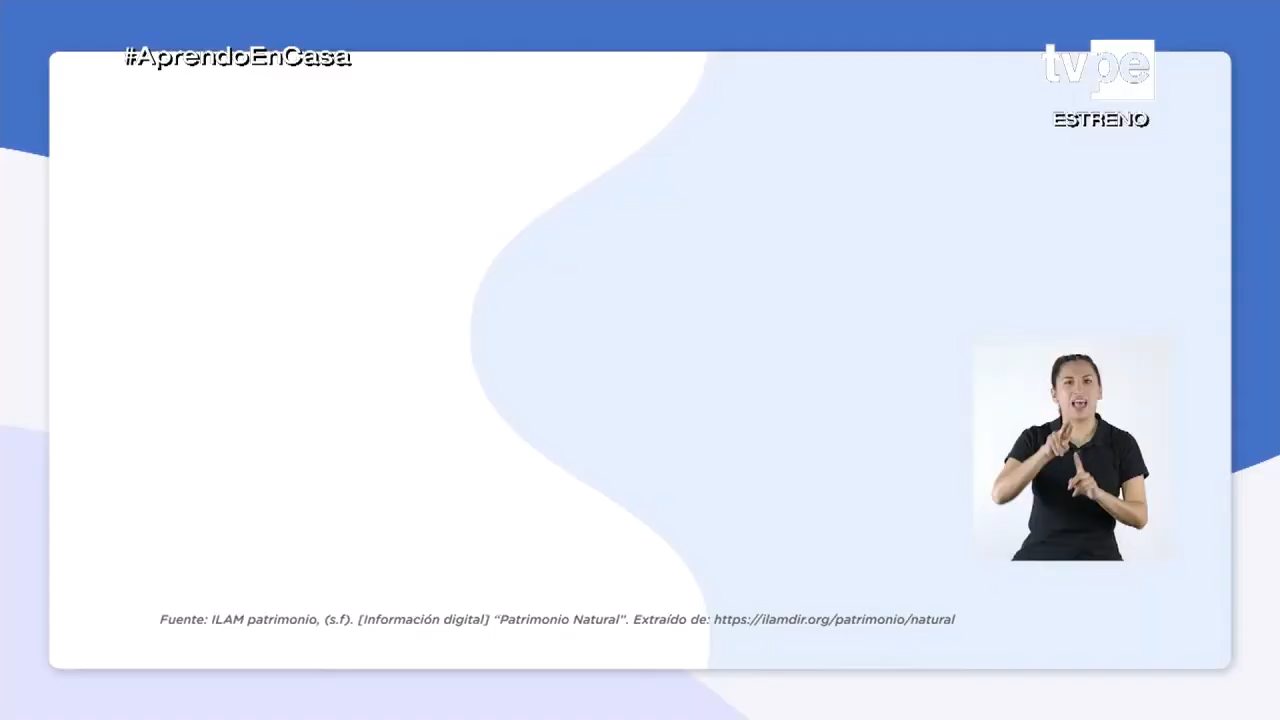 #AprendoEnCasa
tvpe
ESTRENO
Fuente: ILAM patrimonio, (s.f). [Información digital] “Patrimonio Natural”. Extraído de: https://ilamdir.org/patrimonio/natural